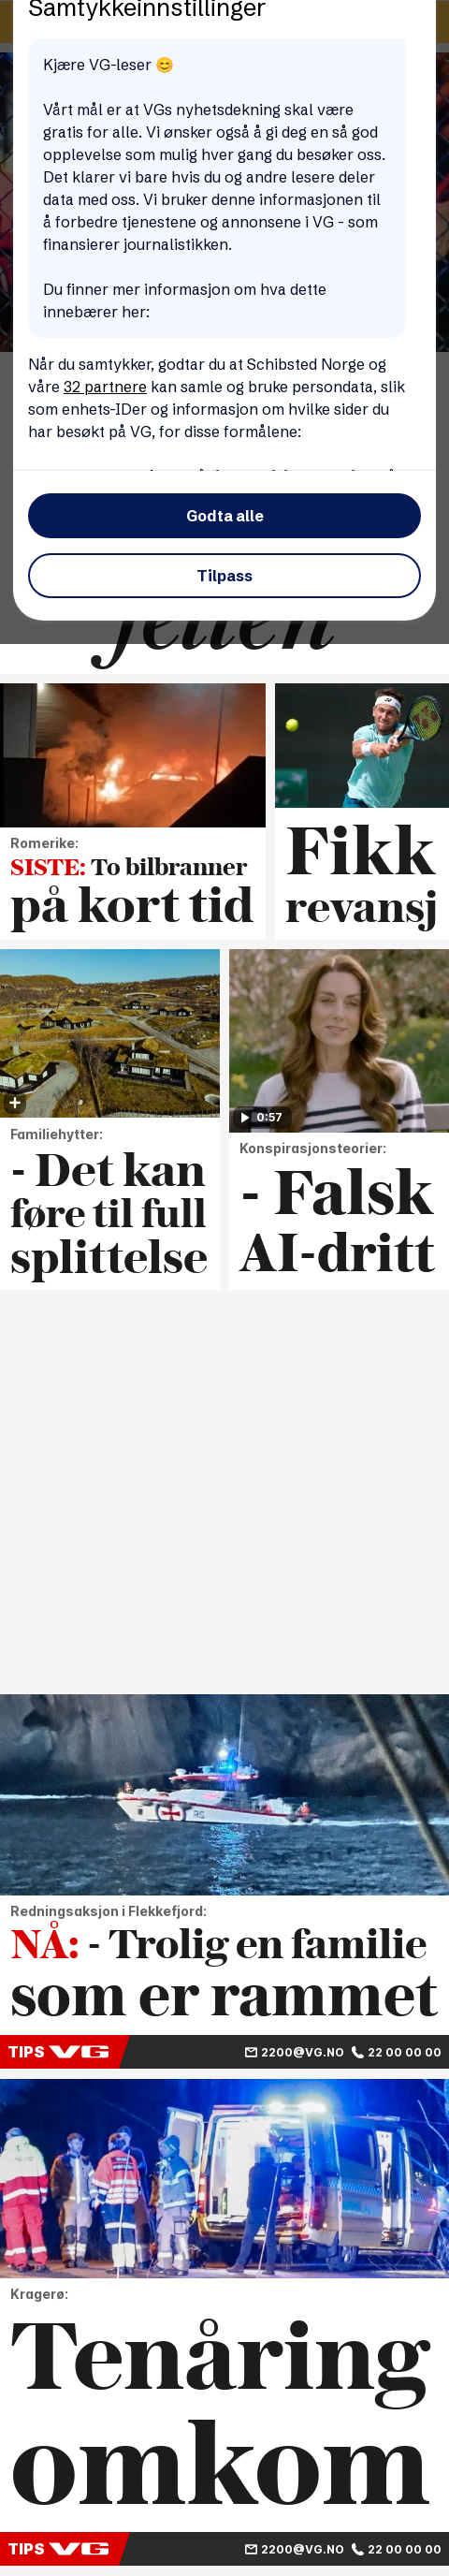 Samtykkeinnstillinger
Kjære VG-leser 😊
Vårt mål er at VGs nyhetsdekning skal være
gratis for alle. Vi ønsker også å gi deg en så god
opplevelse som mulig hver gang du besøker oss.
Det klarer vi bare hvis du og andre lesere deler
data med oss. Vi bruker denne informasjonen til
å forbedre tjenestene og annonsene i VG - som
finansierer journalistikken.
Du finner mer informasjon om hva dette
innebærer her:
Når du samtykker, godtar du at Schibsted Norge og
våre 32 partnere kan samle og bruke persondata, slik
som enhets-IDer og informasjon om hvilke sider du
har besøkt på VG, for disse formålene:
Godta alle
Tilpass
fellen
Romerike:
SISTE: To bilbranner
på kort tid
Fikk
revansj
Familiehytter:
- Det kan
føre til full
splittelse
0:57
Konspirasjonsteorier:
- Falsk
AI-dritt
RS
Redningsaksjon i Flekkefjord:
NÅ: - Trolig en familie
som er rammet
TIPS VG 2200@VG.NO 22 00 00 00
Kragerø:
Tenåring
omkom
TIPS VG 2200@VG.NO 22 00 00 00